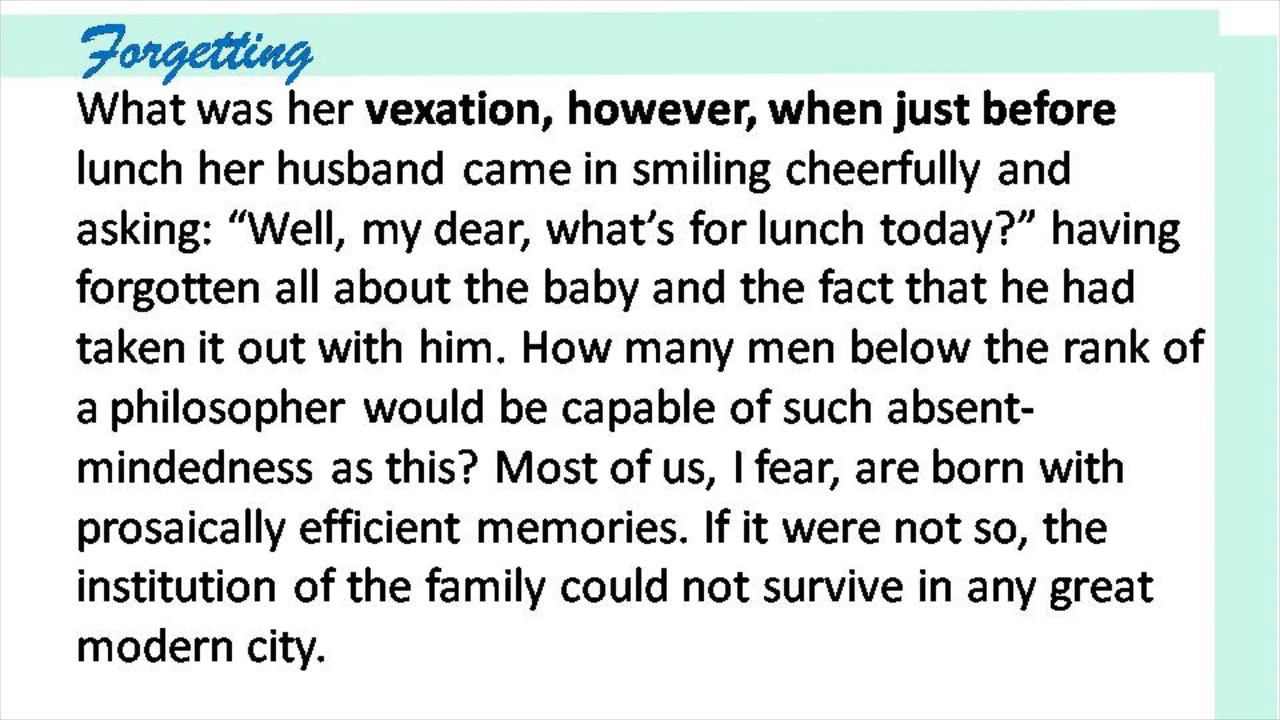 Forgetting
What was her vexation, however, when just before
lunch her husband came in smiling cheerfully and
asking: “Well, my dear, what’s for lunch today?” having
forgotten all about the baby and the fact that he had
taken it out with him. How many men below the rank of
a philosopher would be capable of such absent-
mindedness as this? Most of us, I fear, are born with
prosaically efficient memories. If it were not so, the
institution of the family could not survive in any great
modern city.